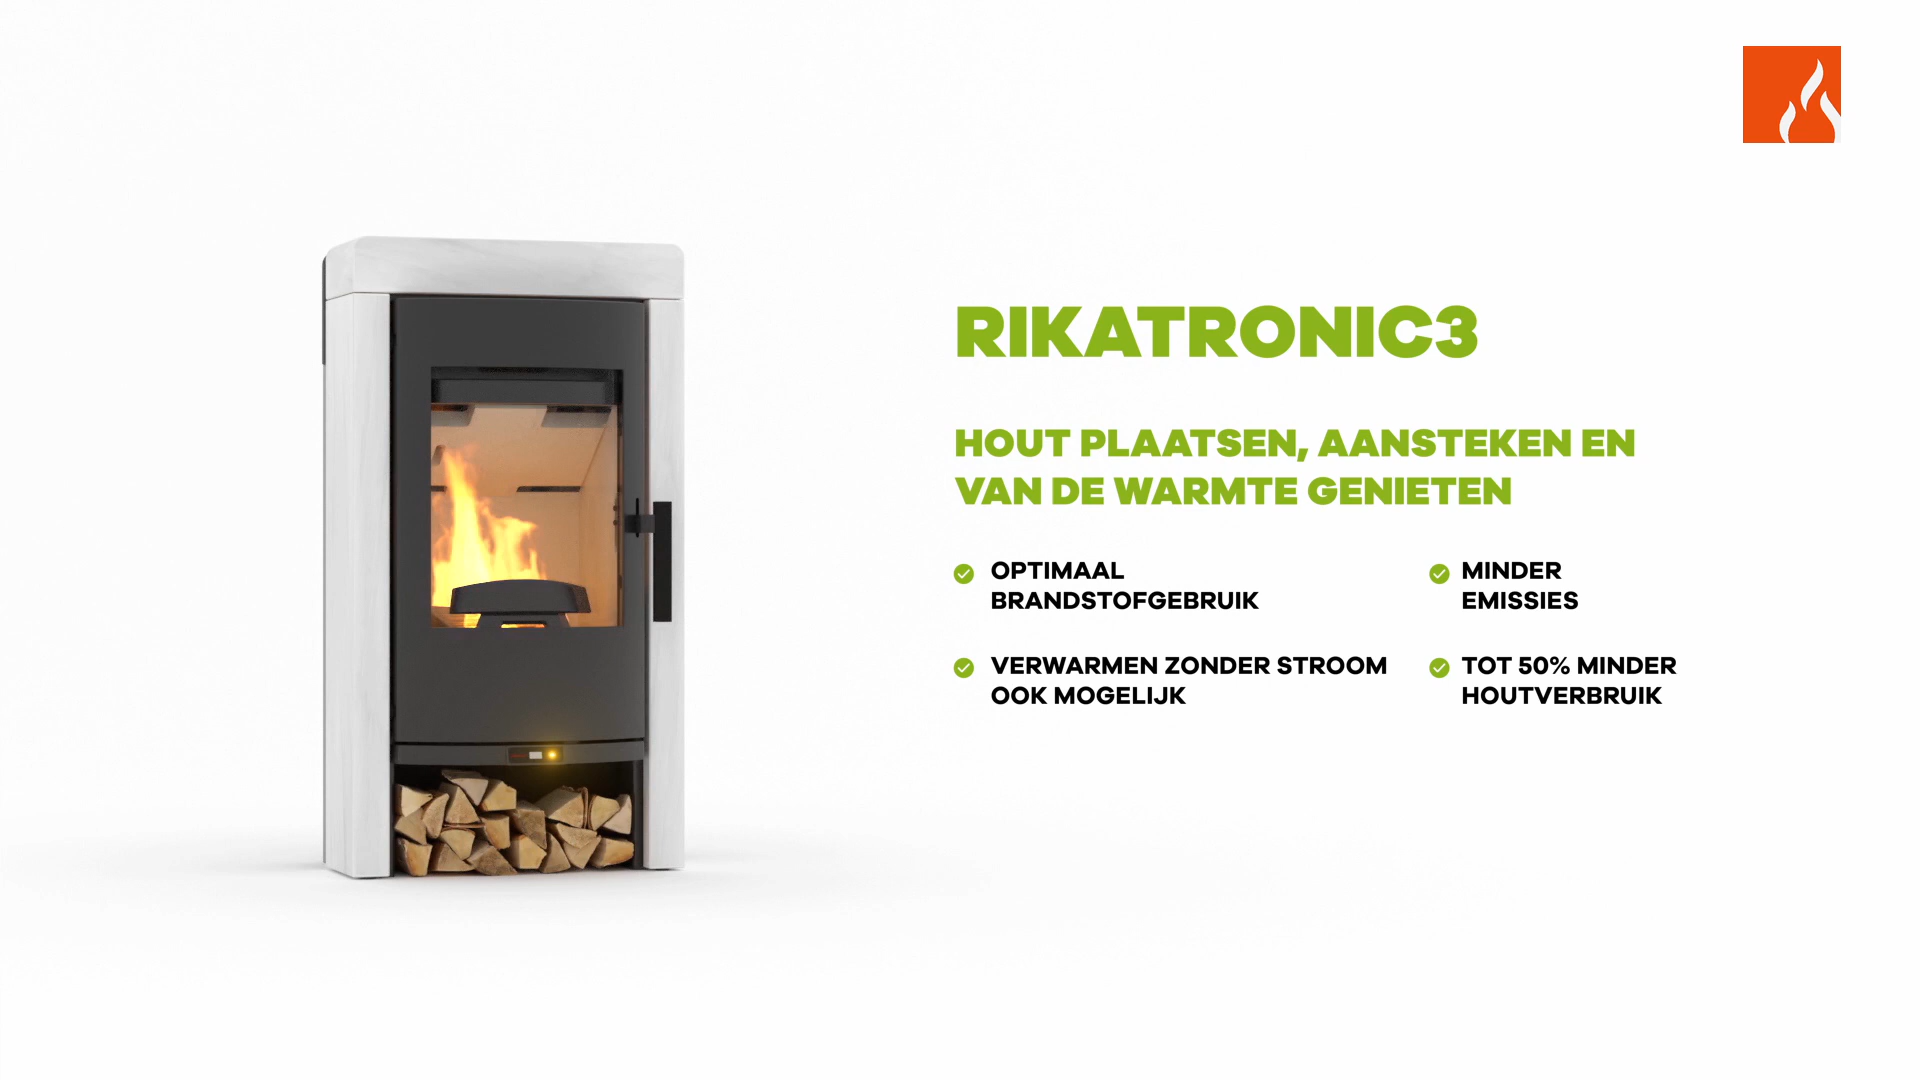 RIKATRONIC3
HOUT PLAATSEN, AANSTEKEN EN
VAN DE WARMTE GENIETEN
OPTIMAAL
BRANDSTOFGEBRUIK
MINDER
EMISSIES
VERWARMEN ZONDER STROOM
OOK MOGELIJK
TOT 50% MINDER
HOUTVERBRUIK